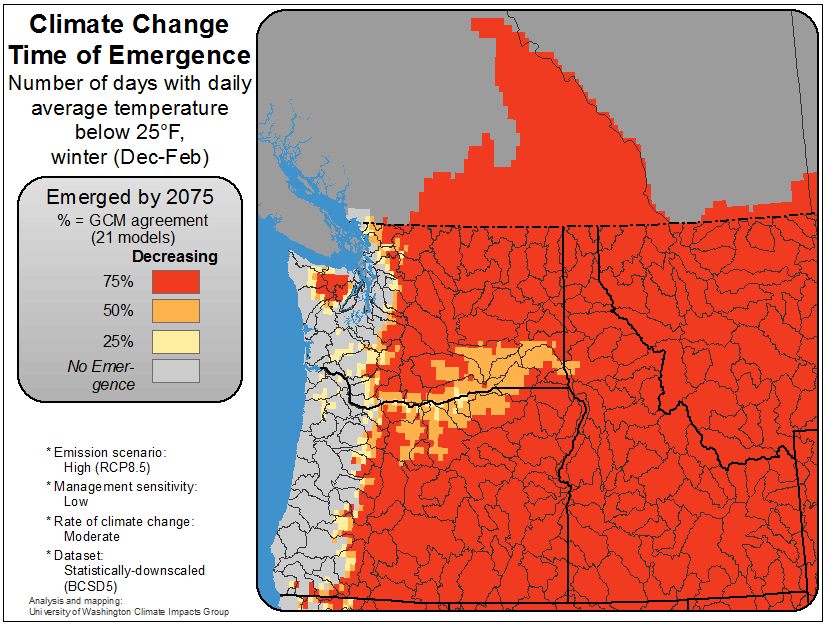 Climate Change
Time of Emergence
Number of days with daily
average temperature
below 25°F,
winter (Dec-Feb)
Emerged by 2075
% = GCM agreement
(21 models)
Decreasing
75%
50%
25%
No Emer-
gence
* Emission scenario:
High (RCP8.5)
* Management sensitivity:
Low
* Rate of climate change:
Moderate
* Dataset:
Statistically-downscaled
(BCSD5)
Analysis and mapping:
University of Washington Climate Impacts Group